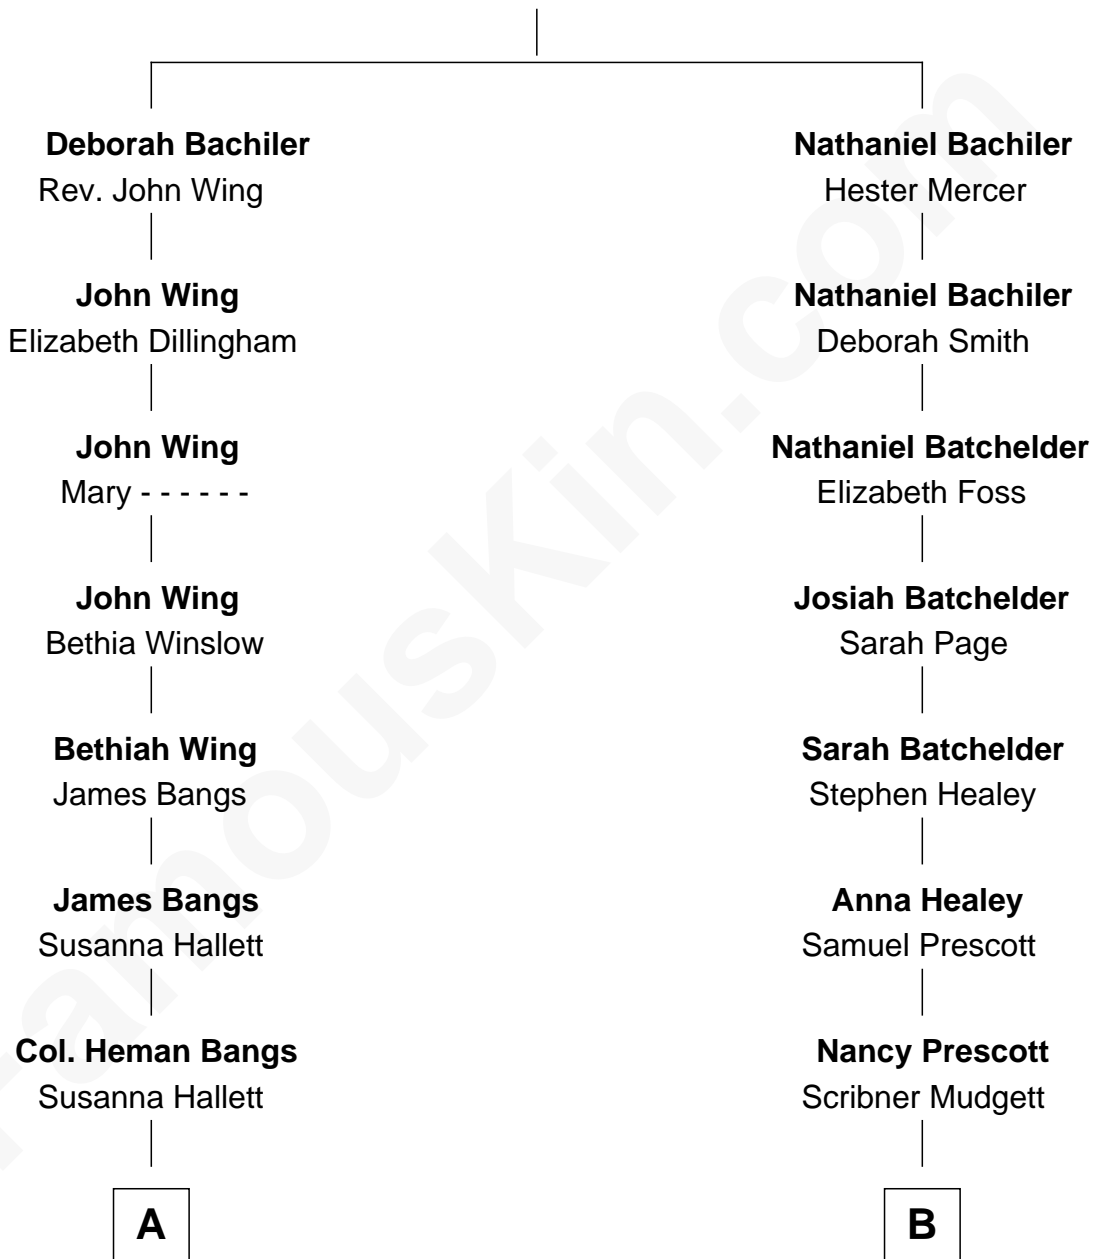 Deborah Bachiler
Rev. John Wing
John Wing
Elizabeth Dillingham
John Wing
Mary - - - - - -
John Wing
Bethia Winslow
Bethiah Wing
James Bangs
James Bangs
Susanna Hallett
Col. Heman Bangs
Susanna Hallett
A
Nathaniel Bachiler
Hester Mercer
Nathaniel Bachiler
Deborah Smith
Nathaniel Batchelder
Elizabeth Foss
Josiah Batchelder
Sarah Page
Sarah Batchelder
Stephen Healey
Anna Healey
Samuel Prescott
Nancy Prescott
Scribner Mudgett
B
FamousKin.com